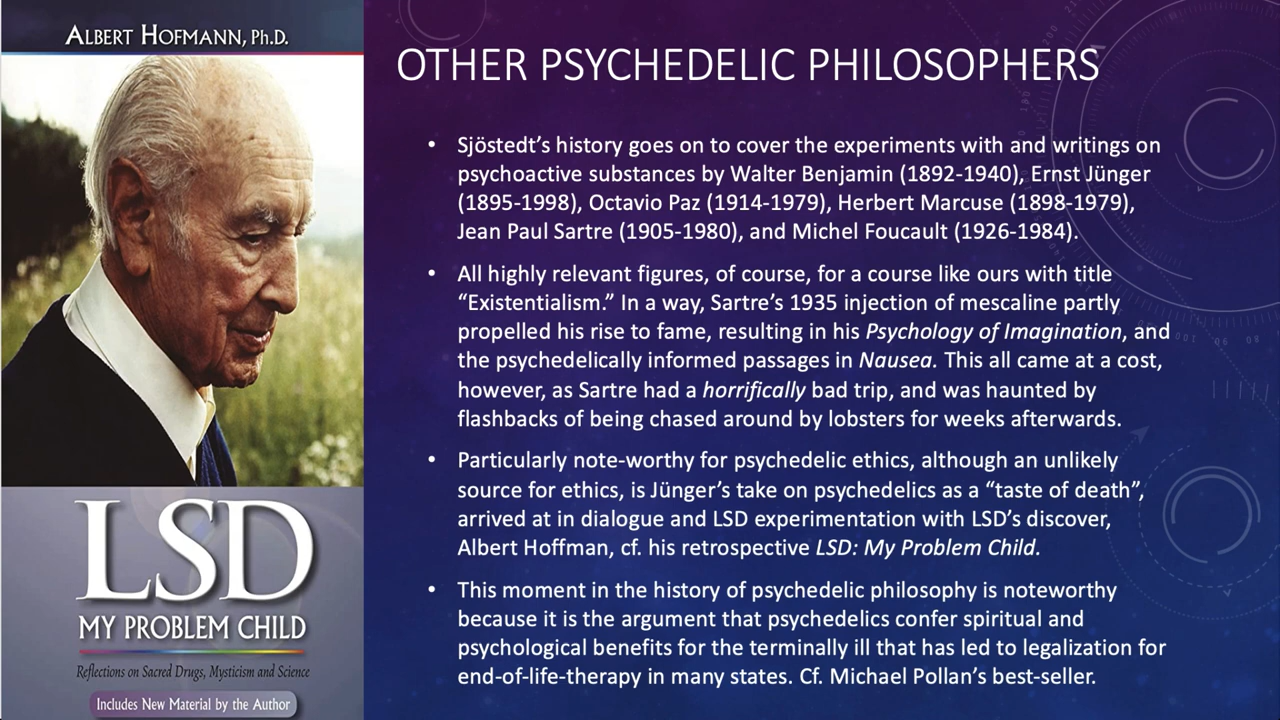 ALBERT HOFMANN, Ph.D.
LSD
MY PROBLEM CHILD
Reflections on Sacred Drugs, Mysticism and Science
Includes New Material by the Author
OTHER PSYCHEDELIC PHILOSOPHERS
• Sjöstedt’s history goes on to cover the experiments with and writings on
psychoactive substances by Walter Benjamin (1892-1940), Ernst Jünger
(1895-1998), Octavio Paz (1914-1979), Herbert Marcuse (1898-1979),
Jean Paul Sartre (1905-1980), and Michel Foucault (1926-1984).
• All highly relevant figures, of course, for a course like ours with title
“Existentialism.” In a way, Sartre’s 1935 injection of mescaline partly
propelled his rise to fame, resulting in his Psychology of Imagination, and
the psychedelically informed passages in Nausea. This all came at a cost,
however, as Sartre had a horrifically bad trip, and was haunted by
flashbacks of being chased around by lobsters for weeks afterwards.
• Particularly note-worthy for psychedelic ethics, although an unlikely
source for ethics, is Jünger’s take on psychedelics as a “taste of death”,
arrived at in dialogue and LSD experimentation with LSD’s discover,
Albert Hoffman, cf. his retrospective LSD: My Problem Child.
• This moment in the history of psychedelic philosophy is noteworthy
because it is the argument that psychedelics confer spiritual and
psychological benefits for the terminally ill that has led to legalization for
end-of-life-therapy in many states. Cf. Michael Pollan’s best-seller.